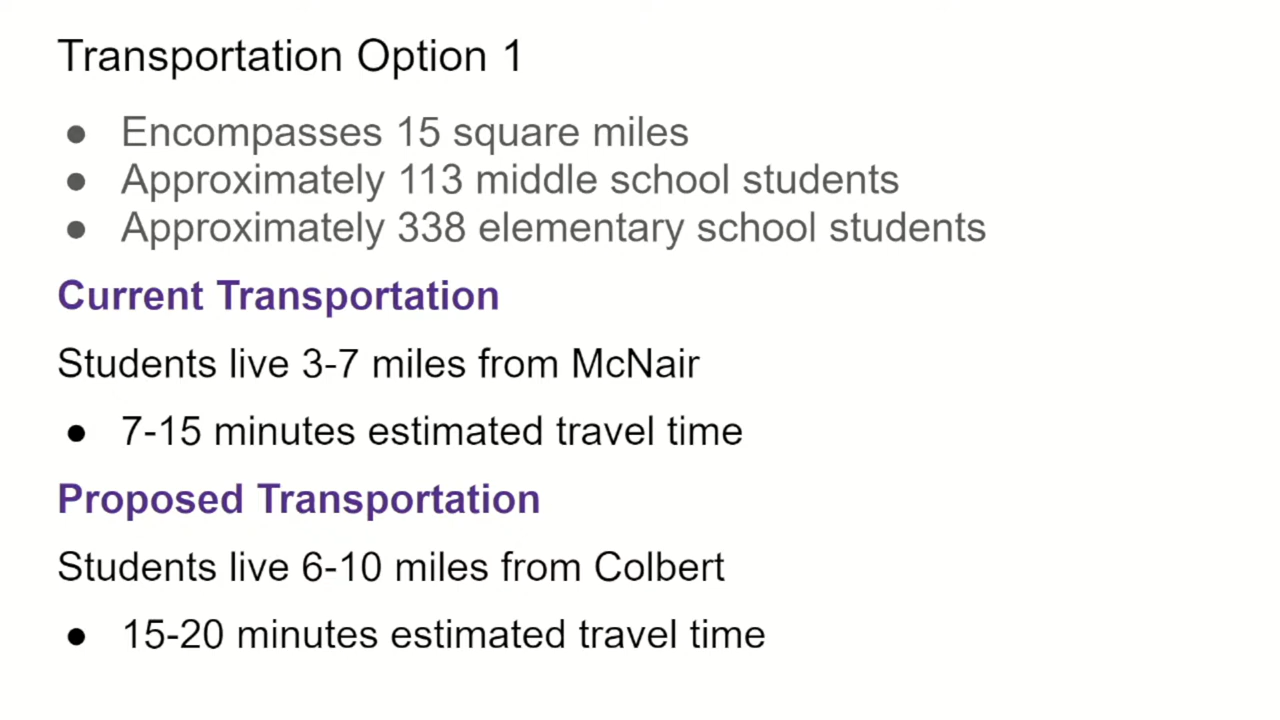 Transportation Option 1
● Encompasses 15 square miles
● Approximately 113 middle school students
● Approximately 338 elementary school students
Current Transportation
Students live 3-7 miles from McNair
● 7-15 minutes estimated travel time
Proposed Transportation
Students live 6-10 miles from Colbert
● 15-20 minutes estimated travel time